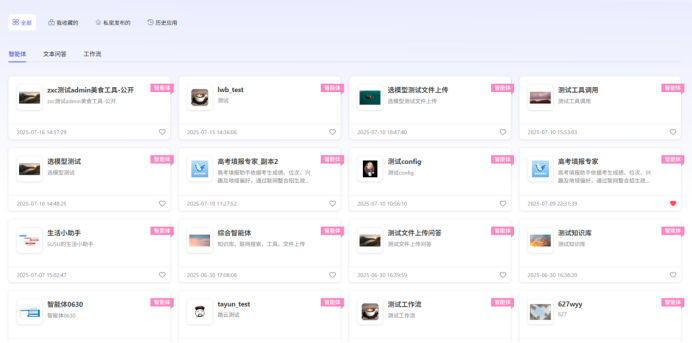 全部 我收藏的 私密发布的 历史应用
智能体 文本问答 工作流
zxc测试admin美食工具-公开 智能体
zxc测试admin美食工具-公开
2025-07-16 14:37:29
lwb_test 智能体
测试
2025-07-15 14:36:06
选模型测试文件上传 智能体
选模型测试文件上传
2025-07-10 18:47:40
测试工具调用 智能体
测试工具调用
2025-07-10 15:53:03
选模型测试 智能体
选模型测试
2025-07-10 14:48:25
高考填报专家_副本2 智能体
高考填报助手依据考生成绩、位次、兴
趣及地域偏好，通过联网整合招生政...
2025-07-10 11:27:52
测试config 智能体
测试config
2025-07-10 10:56:10
高考填报专家 智能体
高考填报助手依据考生成绩、位次、兴
趣及地域偏好，通过联网整合招生政...
2025-07-09 22:31:39
生活小助手 智能体
SUSU的生活小助手
2025-07-07 15:02:47
综合智能体 智能体
知识库，联网搜索，工具，文件上传
2025-06-30 17:08:08
测试文件上传问答 智能体
测试文件上传问答
2025-06-30 16:39:59
测试知识库 智能体
测试知识库
2025-06-30 16:38:20
智能体0630 智能体
智能体0630
tayun_test 智能体
踏云测试
测试工作流 智能体
测试工作流
627wyy 智能体
627